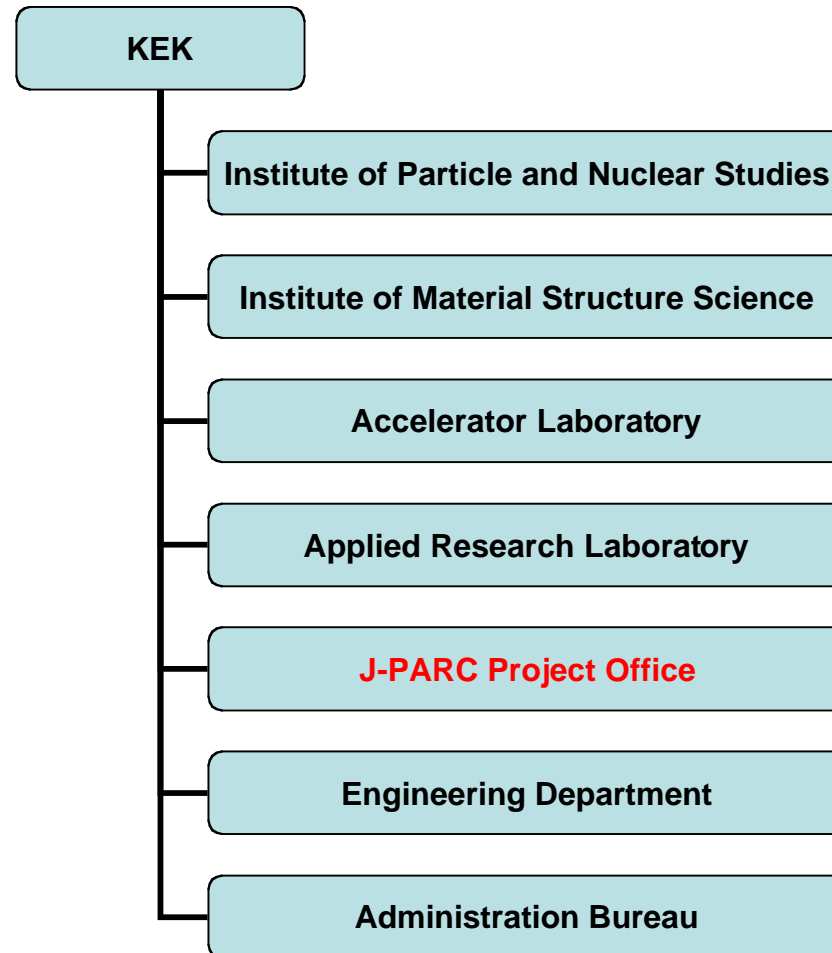 KEK
Institute of Particle and Nuclear Studies
Institute of Material Structure Science
Accelerator Laboratory
Applied Research Laboratory
J-PARC Project Office
Engineering Department
Administration Bureau